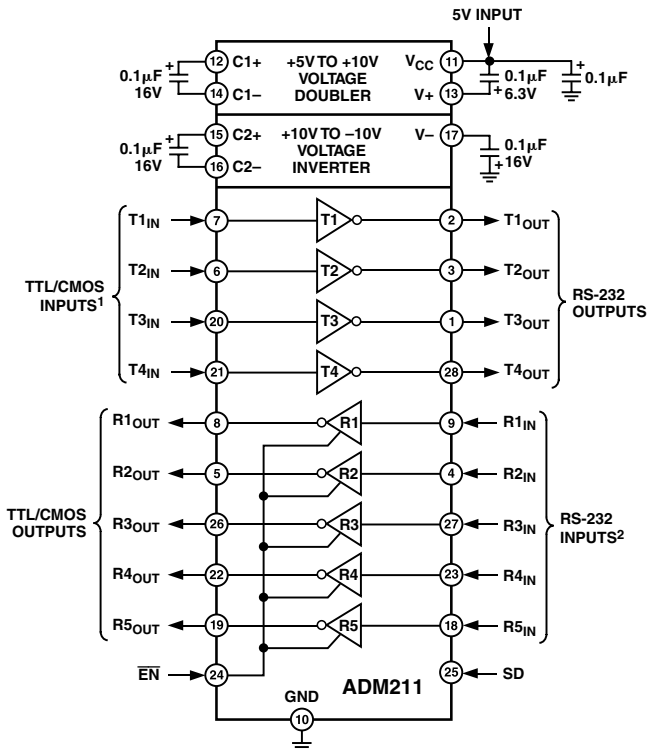 5V INPUT
0.1µF
16V
12
C1+
14
C1–
+5V TO +10V
VOLTAGE
DOUBLER
VCC
11
V+
13
0.1µF
6.3V
0.1µF
0.1µF
16V
15
C2+
16
C2–
+10V TO –10V
VOLTAGE
INVERTER
V–
17
0.1µF
16V
TTL/CMOS
INPUTS1
T1IN
7
T1
2
T1OUT
T2IN
6
T2
3
T2OUT
T3IN
20
T3
1
T3OUT
T4IN
21
T4
28
T4OUT
RS-232
OUTPUTS
TTL/CMOS
OUTPUTS
R1OUT
8
R1
9
R1IN
R2OUT
5
R2
4
R2IN
R3OUT
26
R3
27
R3IN
R4OUT
22
R4
23
R4IN
R5OUT
19
R5
18
R5IN
RS-232
INPUTS2
EN
24
ADM211
25
SD
GND
10